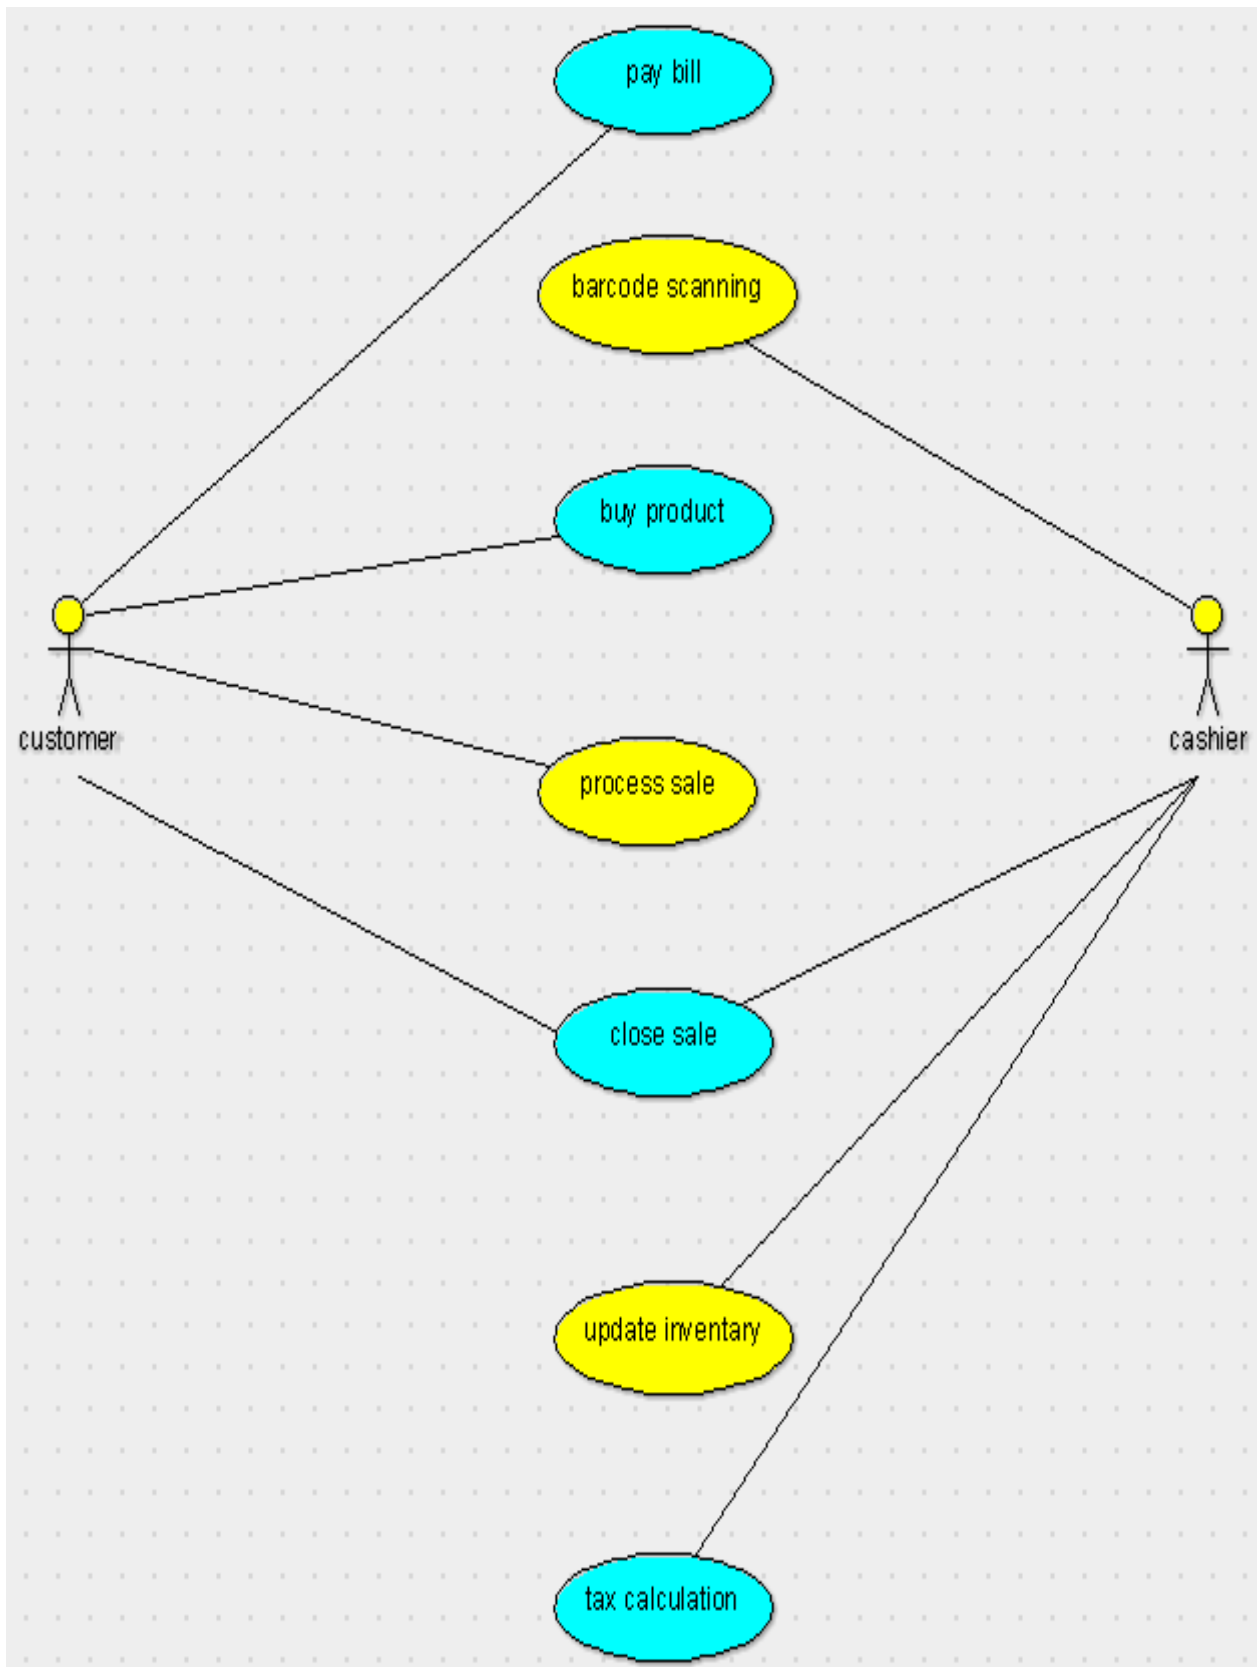 pay bill
barcode scanning
buy product
customer
cashier
process sale
close sale
update inventary
tax calculation